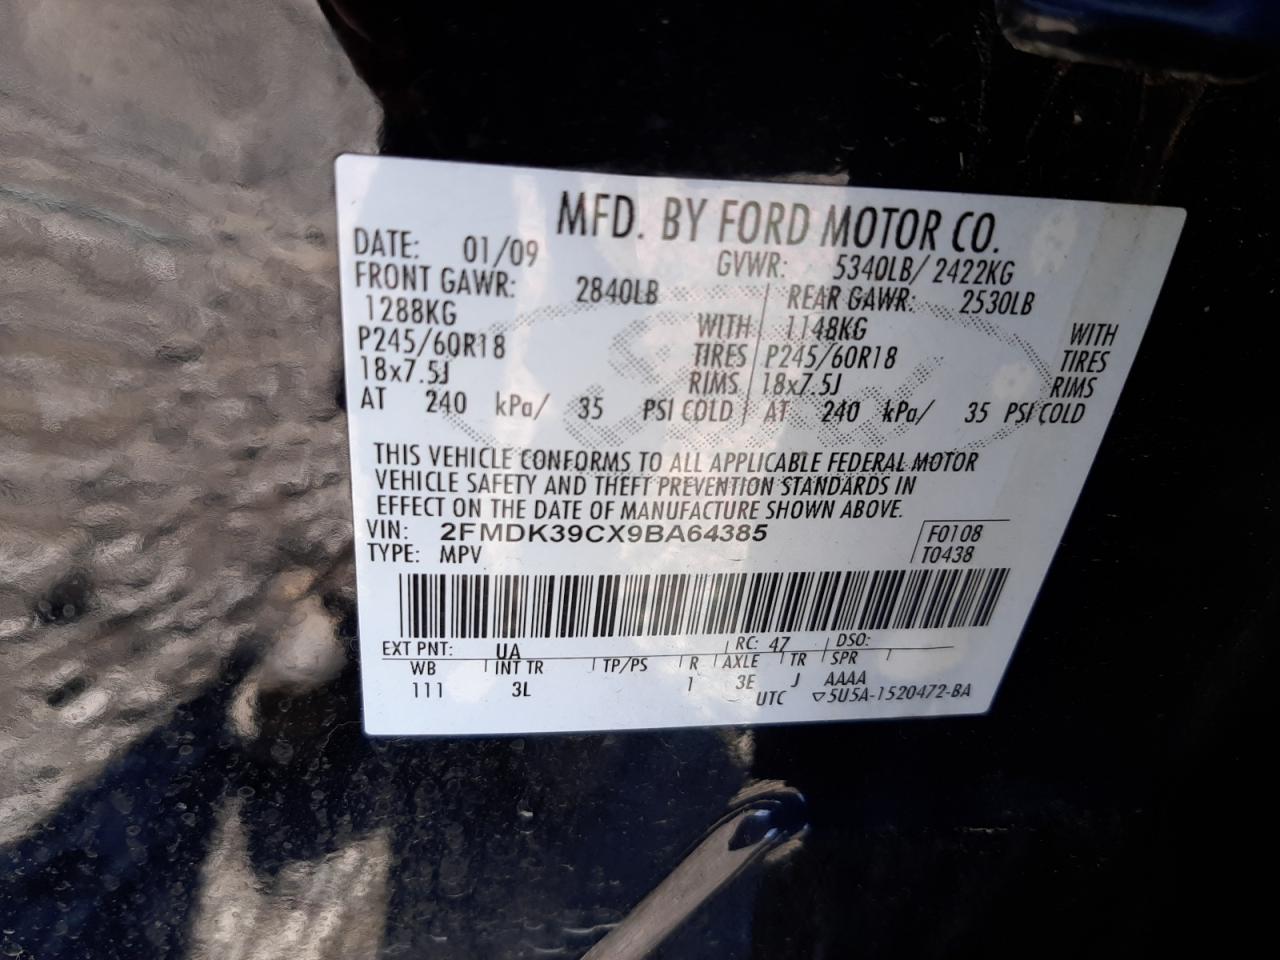 MFD. BY FORD MOTOR CO.
DATE: 01/09 GVWR: 5340LB/ 2422KG
FRONT GAWR: 2840LB REAR GAWR: 2530LB
1288KG WITH 1148KG WITH
P245/60R18 TIRES P245/60R18 TIRES
18x7.5J RIMS 18x7.5J RIMS
AT 240 kPa/ 35 PSI COLD AT 240 kPa/ 35 PSI COLD
THIS VEHICLE CONFORMS TO ALL APPLICABLE FEDERAL MOTOR
VEHICLE SAFETY AND THEFT PREVENTION STANDARDS IN
EFFECT ON THE DATE OF MANUFACTURE SHOWN ABOVE.
VIN: 2FMDK39CX9BA64385 F0108
TYPE: MPV T0438
EXT PNT: UA RC: 47 DSO:
WB INT TR TP/PS R AXLE TR SPR
111 3L 1 3E J AAAA
UTC ▽5U5A-1520472-BA